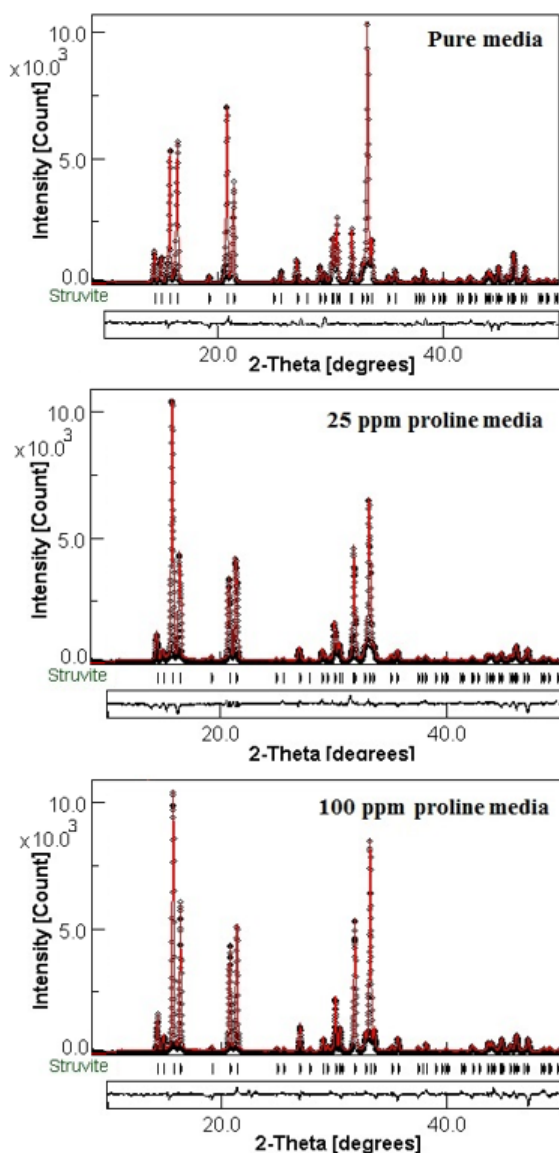 Pure media
10.0
x10.0³
5.0
0.0
Intensity [Count]
Struvite
20.0 40.0
2-Theta [degrees]
25 ppm proline media
10.0
x10.0³
5.0
0.0
Intensity [Count]
Struvite
20.0 40.0
2-Theta [degrees]
100 ppm proline media
10.0
x10.0³
5.0
0.0
Intensity [Count]
Struvite
20.0 40.0
2-Theta [degrees]